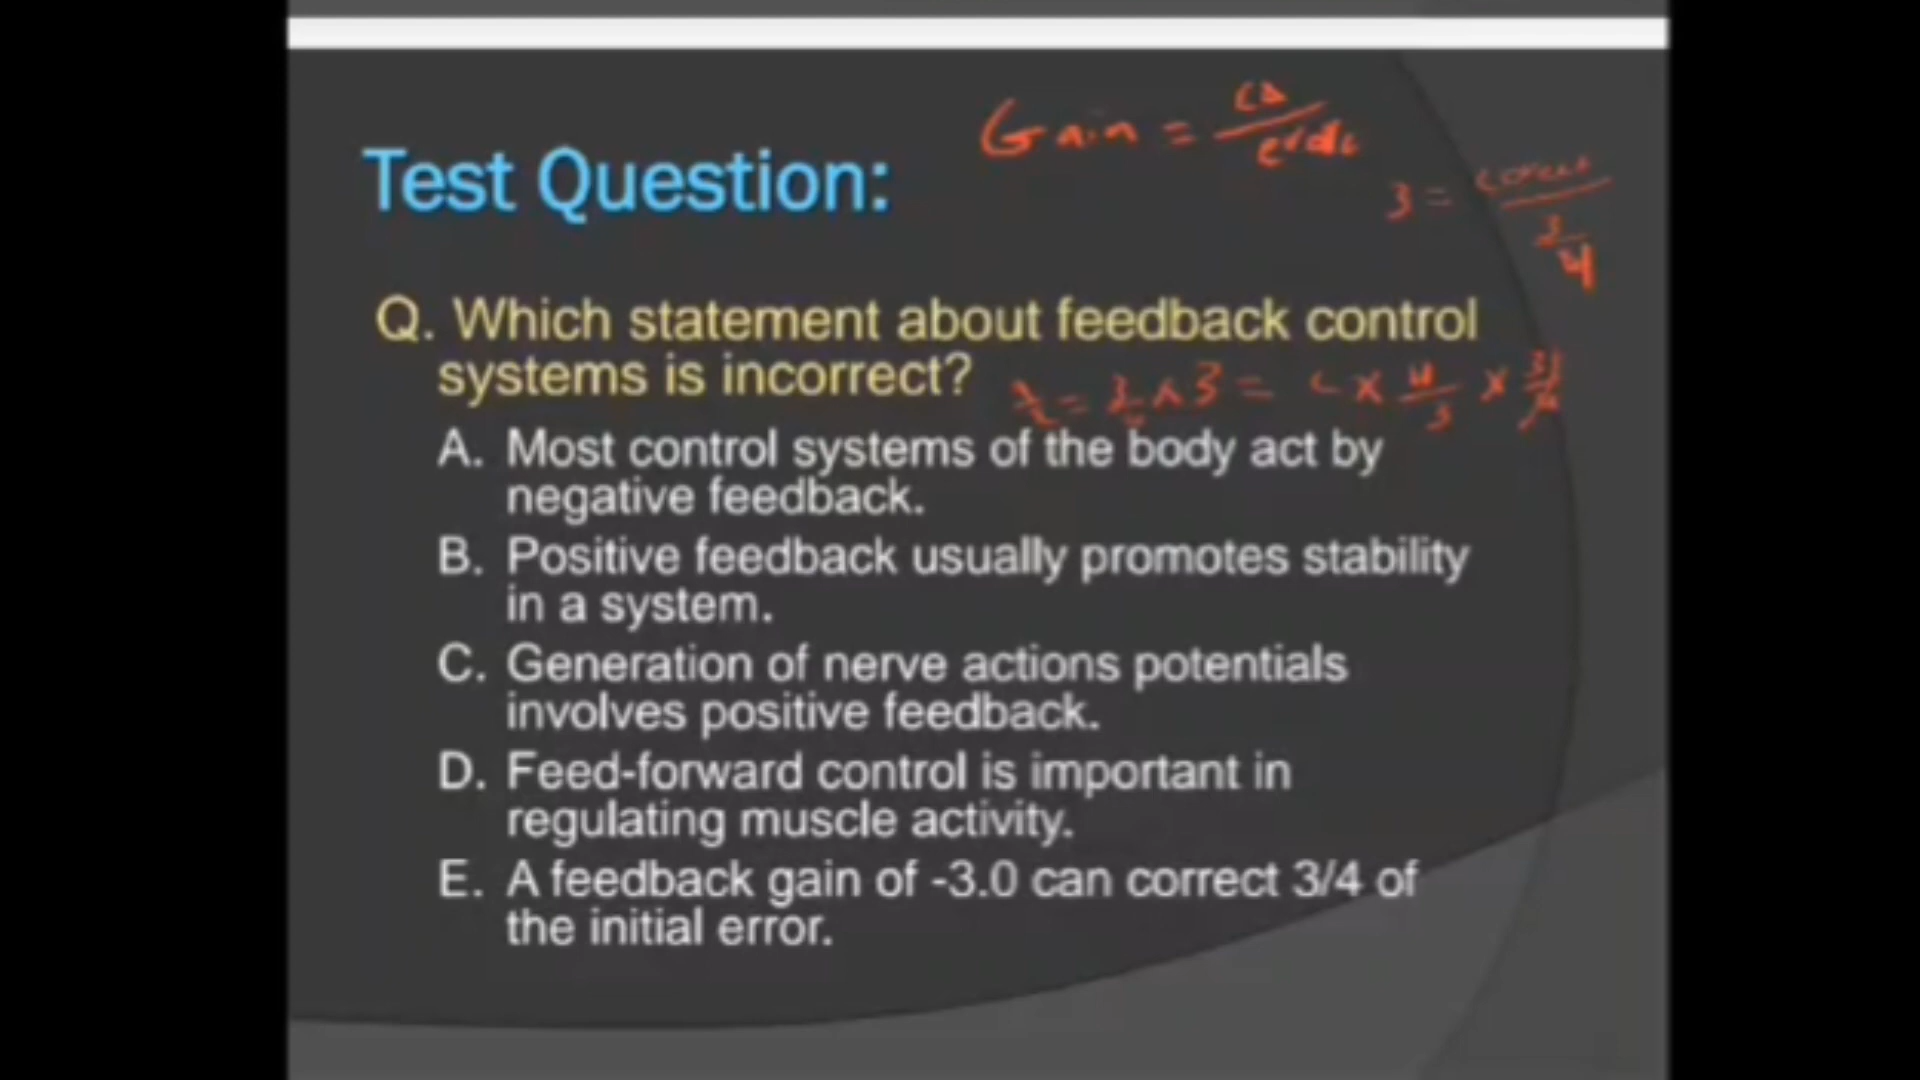 Gain =
Test Question:
3 =
4
Q. Which statement about feedback control
systems is incorrect?
A. Most control systems of the body act by
negative feedback.
B. Positive feedback usually promotes stability
in a system.
C. Generation of nerve actions potentials
involves positive feedback.
D. Feed-forward control is important in
regulating muscle activity.
E. A feedback gain of -3.0 can correct 3/4 of
the initial error.